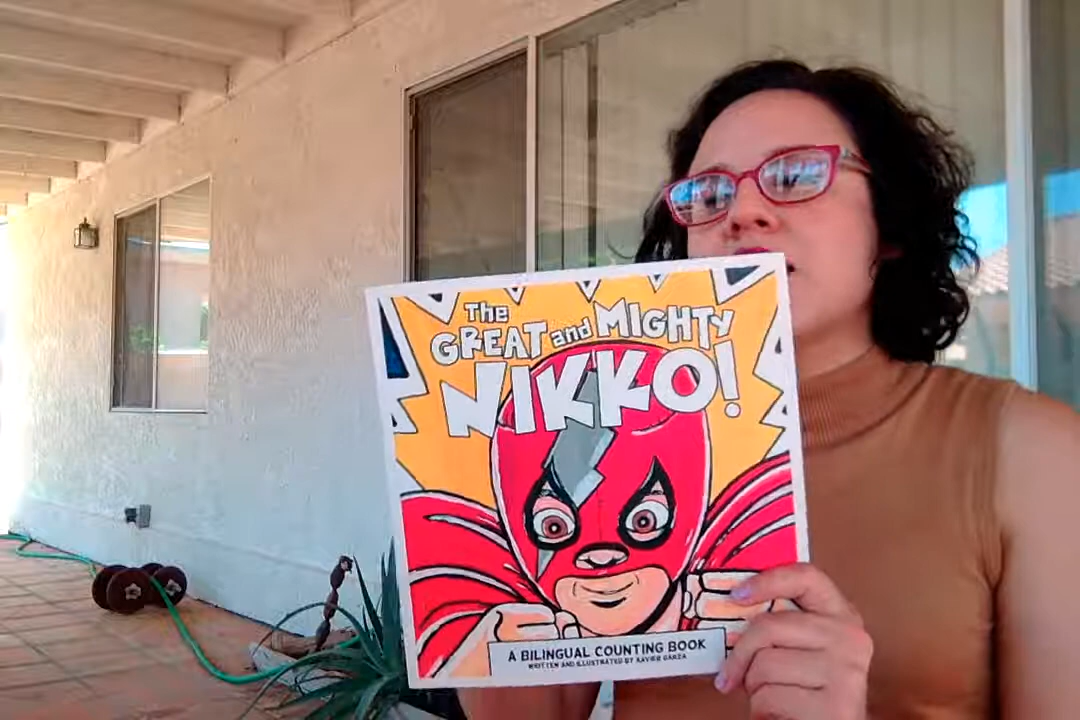 The
GREAT and MIGHTY
NIKKO!
A BILINGUAL COUNTING BOOK
WRITTEN AND ILLUSTRATED BY XAVIER GARZA